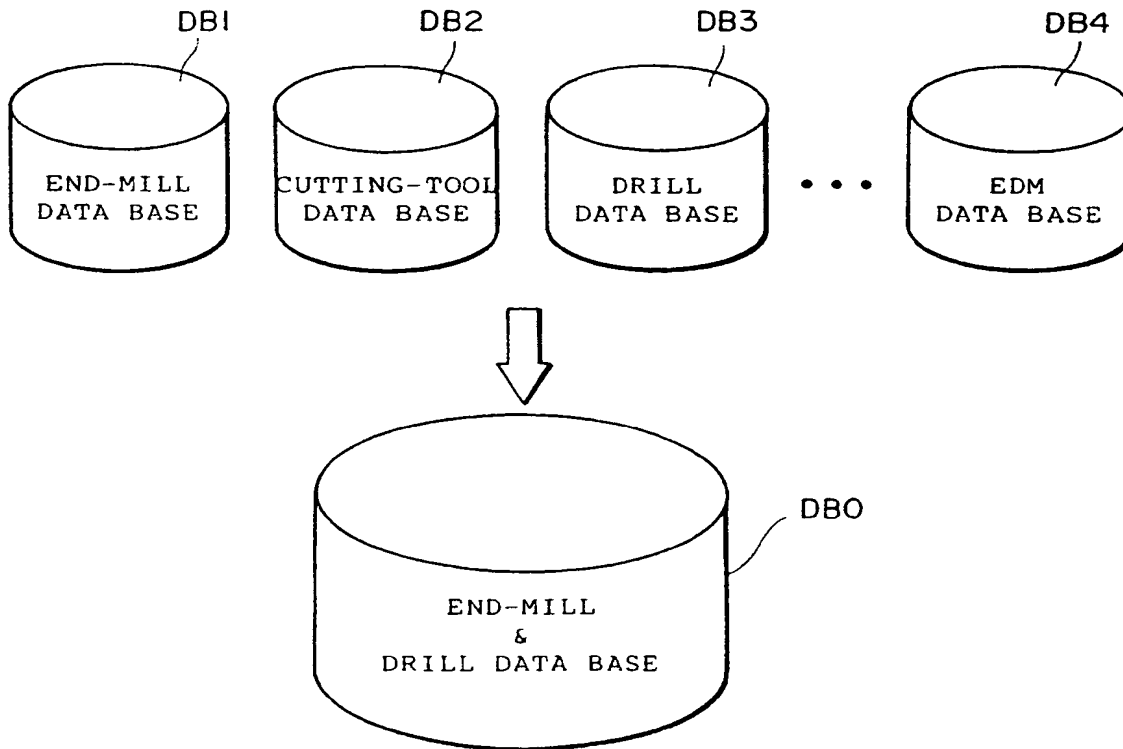 DB1 DB2 DB3 DB4
END-MILL
DATA BASE
CUTTING-TOOL
DATA BASE
DRILL
DATA BASE
EDM
DATA BASE
DB0
END-MILL
&
DRILL DATA BASE